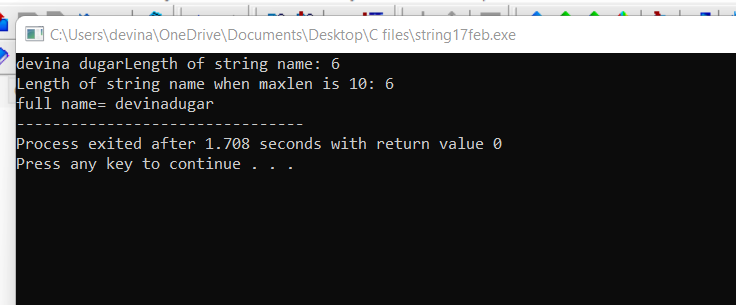 C:\Users\devina\OneDrive\Documents\Desktop\C files\string17feb.exe
devina dugarLength of string name: 6
Length of string name when maxlen is 10: 6
full name= devinadugar
--------------------------------
Process exited after 1.708 seconds with return value 0
Press any key to continue . . .